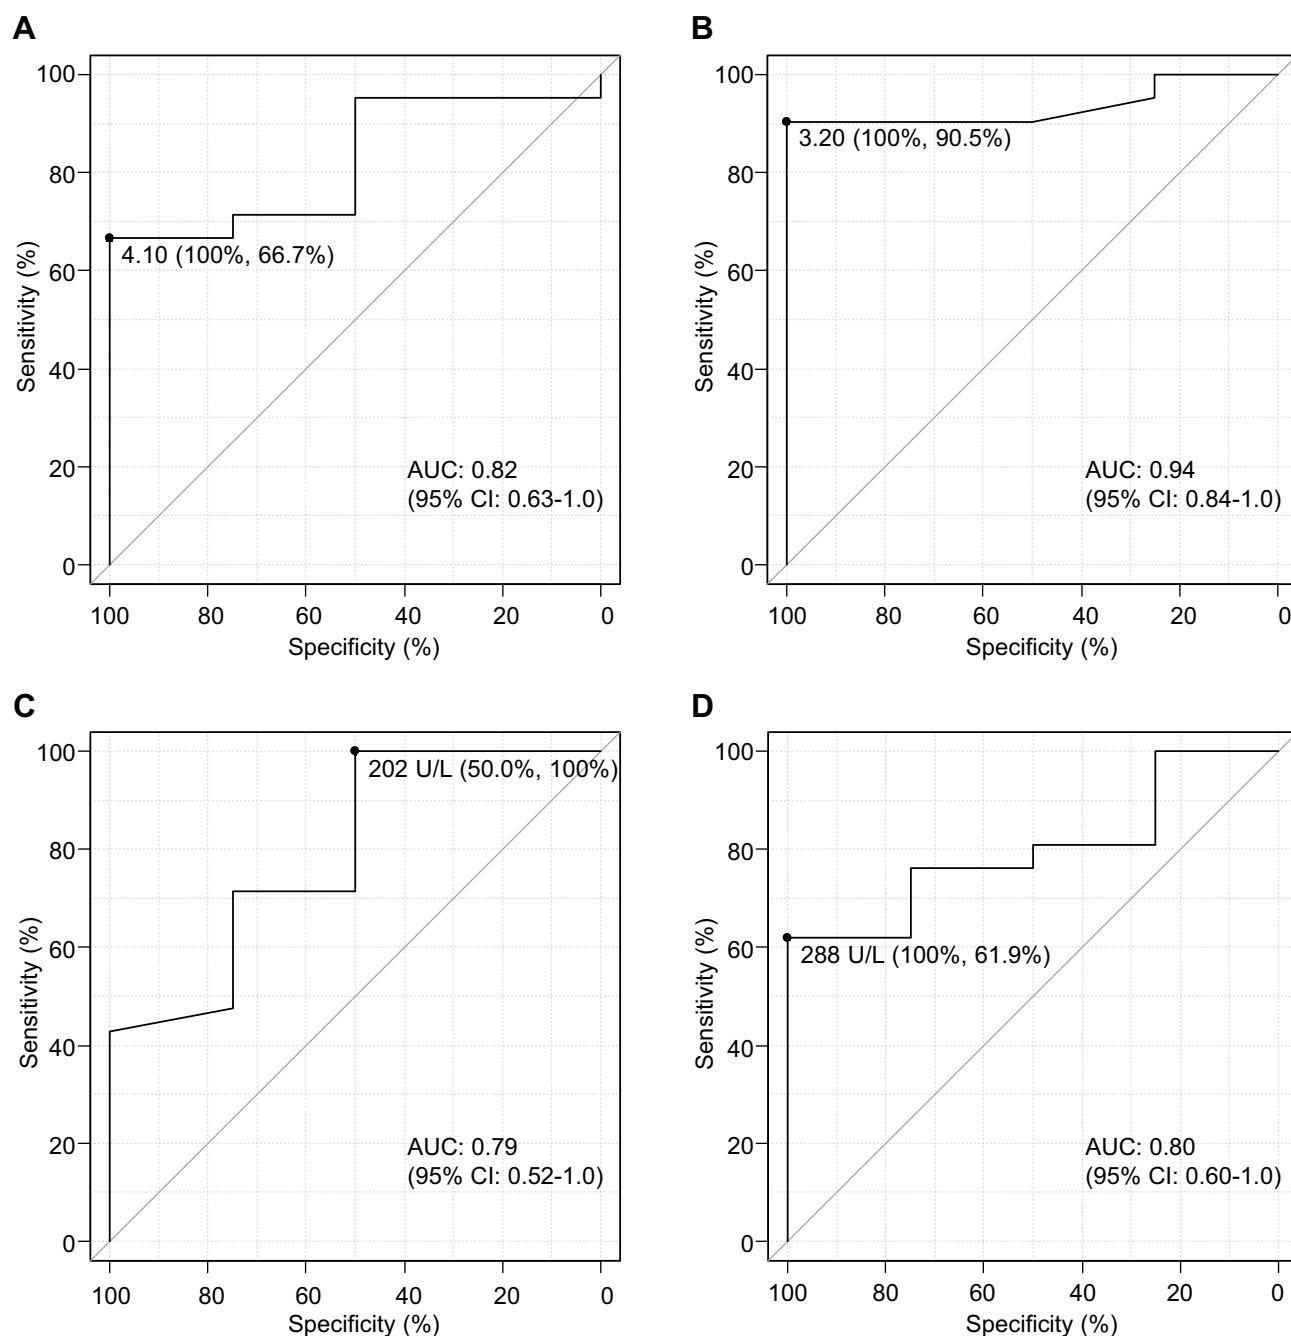 A
100
80
60
40
20
0
Sensitivity (%)
4.10 (100%, 66.7%)
AUC: 0.82
(95% CI: 0.63-1.0)
100 80 60 40 20 0
Specificity (%)
B
100
80
60
40
20
0
Sensitivity (%)
3.20 (100%, 90.5%)
AUC: 0.94
(95% CI: 0.84-1.0)
100 80 60 40 20 0
Specificity (%)
C
100
80
60
40
20
0
Sensitivity (%)
202 U/L (50.0%, 100%)
AUC: 0.79
(95% CI: 0.52-1.0)
100 80 60 40 20 0
Specificity (%)
D
100
80
60
40
20
0
Sensitivity (%)
288 U/L (100%, 61.9%)
AUC: 0.80
(95% CI: 0.60-1.0)
100 80 60 40 20 0
Specificity (%)